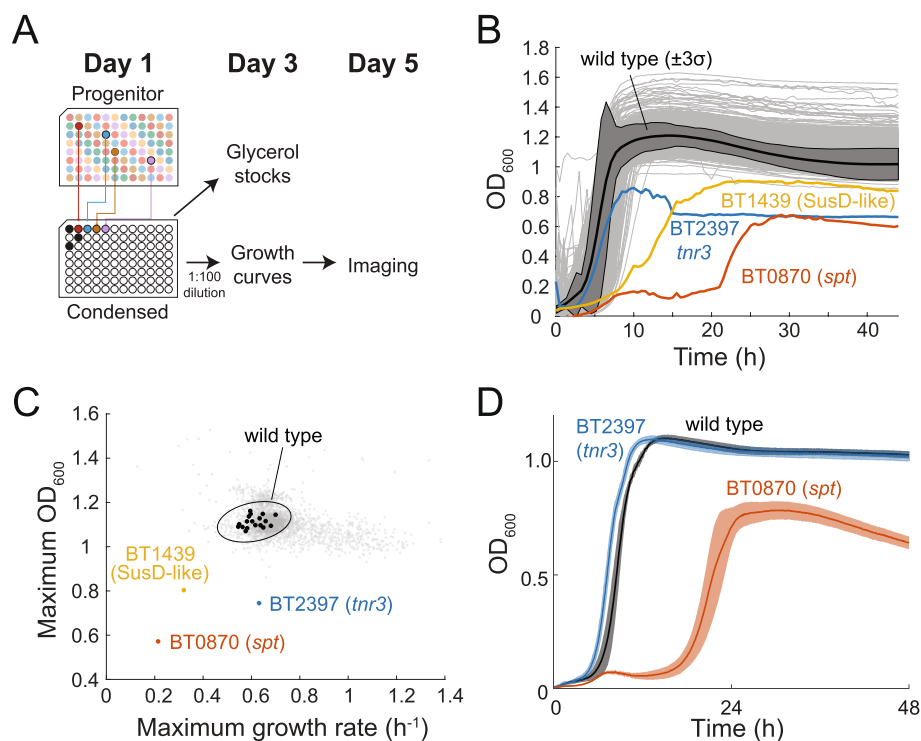 A
Day 1
Day 3
Day 5
Progenitor
Glycerol
stocks
1:100
dilution
Growth
curves
Imaging
Condensed
B
1.8
1.6
1.4
1.2
1
0.8
0.6
0.4
0.2
0
OD600
wild type (±3σ)
BT1439 (SusD-like)
BT2397
tnr3
BT0870 (spt)
0
10
20
30
40
Time (h)
C
1.6
1.4
1.2
1
0.8
0.6
0.4
Maximum OD600
wild type
BT1439
(SusD-like)
BT2397 (tnr3)
BT0870 (spt)
0
0.2
0.4
0.6
0.8
1
1.2
1.4
Maximum growth rate (h⁻¹)
D
1.0
0.5
0
OD600
BT2397
(tnr3)
wild type
BT0870 (spt)
0
24
48
Time (h)